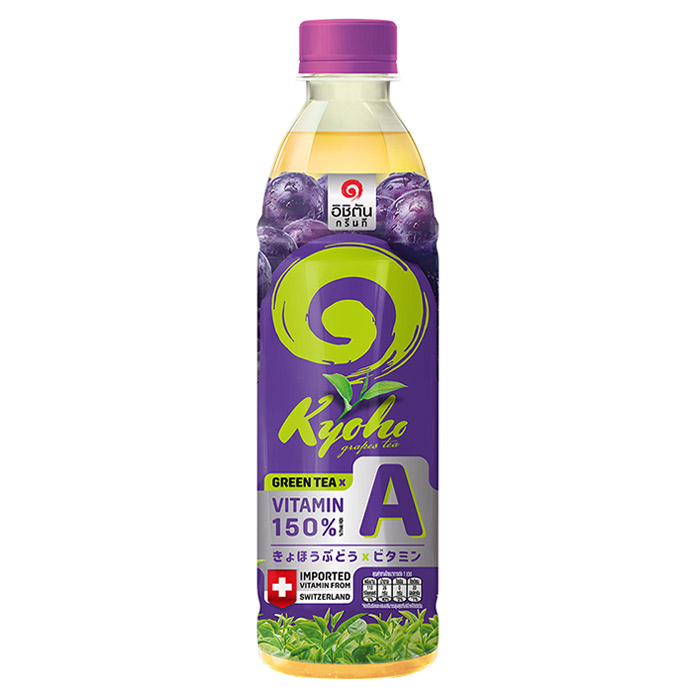 อิชิตัน
กรีนที
Kyoho
grapes tea
GREEN TEA x
VITAMIN A
150%
きょほうぶどう x ビタミン
IMPORTED
VITAMIN FROM
SWITZERLAND